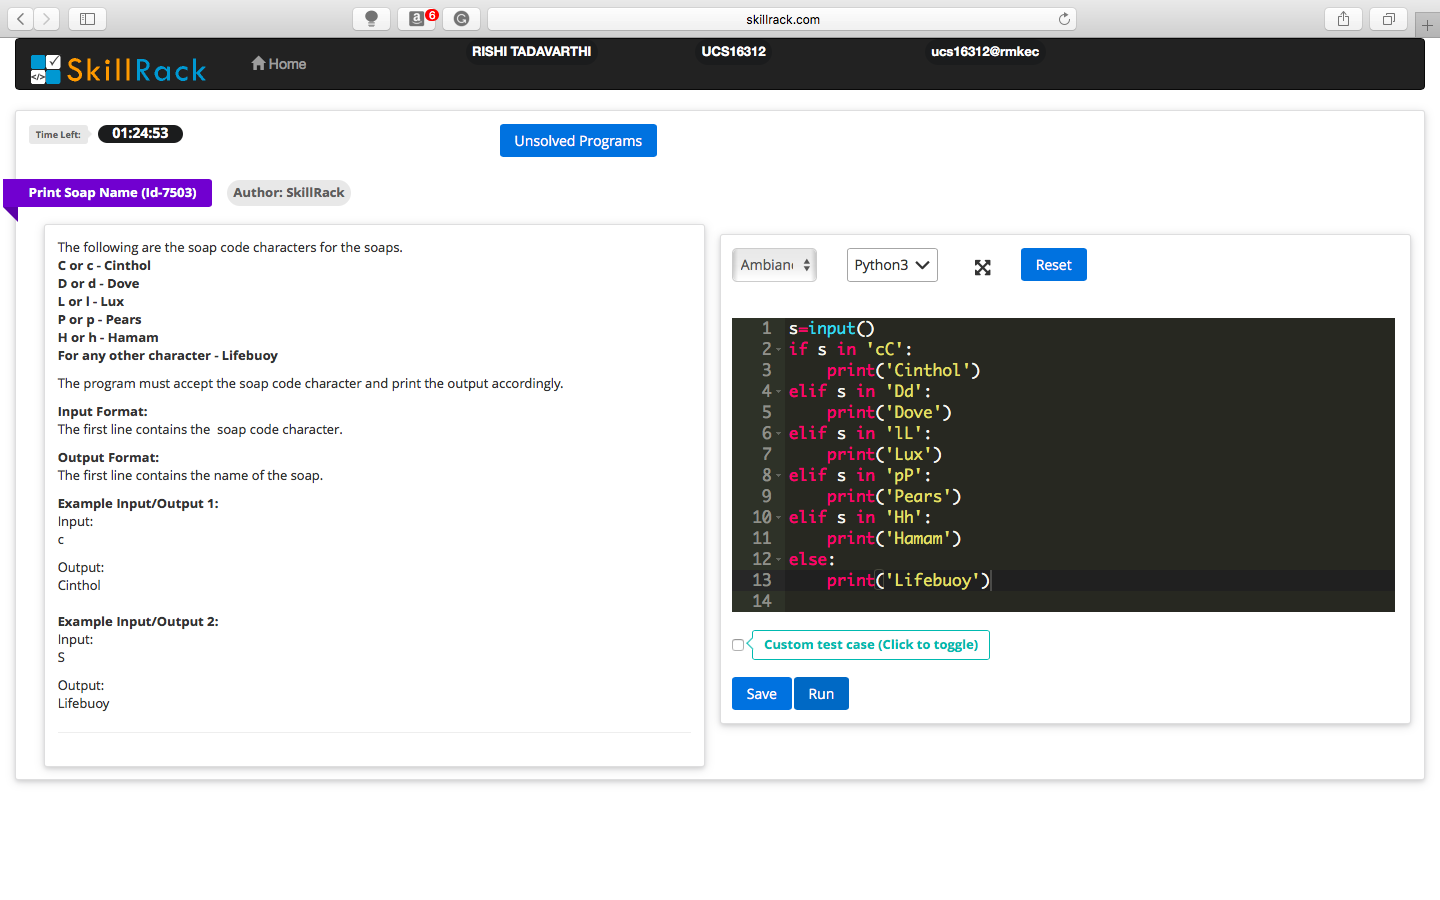 skillrack.com
6
SkillRack
Home
RISHI TADAVARTHI
UCS16312
ucs16312@rmkec
Time Left:
01:24:53
Unsolved Programs
Print Soap Name (Id-7503)
Author: SkillRack
The following are the soap code characters for the soaps.
C or c - Cinthol
D or d - Dove
L or l - Lux
P or p - Pears
H or h - Hamam
For any other character - Lifebuoy
The program must accept the soap code character and print the output accordingly.
Input Format:
The first line contains the  soap code character.
Output Format:
The first line contains the name of the soap.
Example Input/Output 1:
Input:
c
Output:
Cinthol
Example Input/Output 2:
Input:
S
Output:
Lifebuoy
Ambian
Python3
Reset
1 s=input()
2 if s in 'cC':
3     print('Cinthol')
4 elif s in 'Dd':
5     print('Dove')
6 elif s in 'lL':
7     print('Lux')
8 elif s in 'pP':
9     print('Pears')
10 elif s in 'Hh':
11     print('Hamam')
12 else:
13     print('Lifebuoy')
14
Custom test case (Click to toggle)
Save
Run